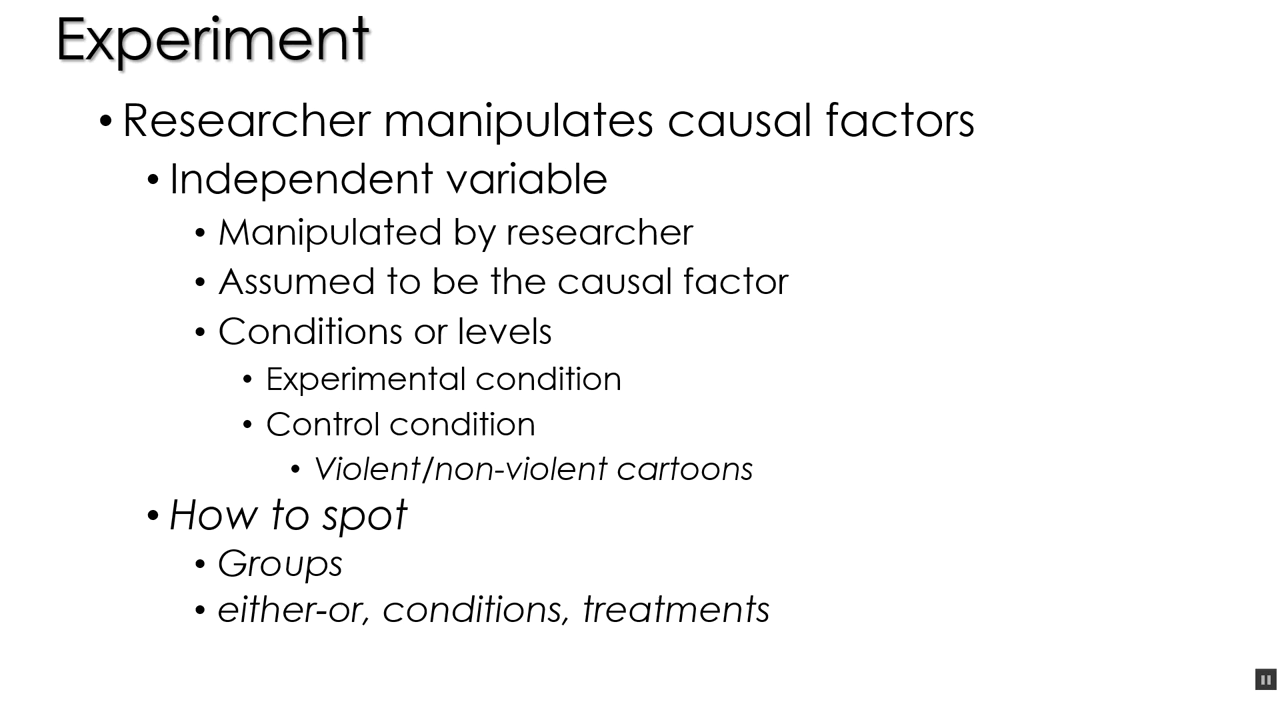 Experiment
• Researcher manipulates causal factors
• Independent variable
• Manipulated by researcher
• Assumed to be the causal factor
• Conditions or levels
• Experimental condition
• Control condition
• Violent/non-violent cartoons
• How to spot
• Groups
• either-or, conditions, treatments